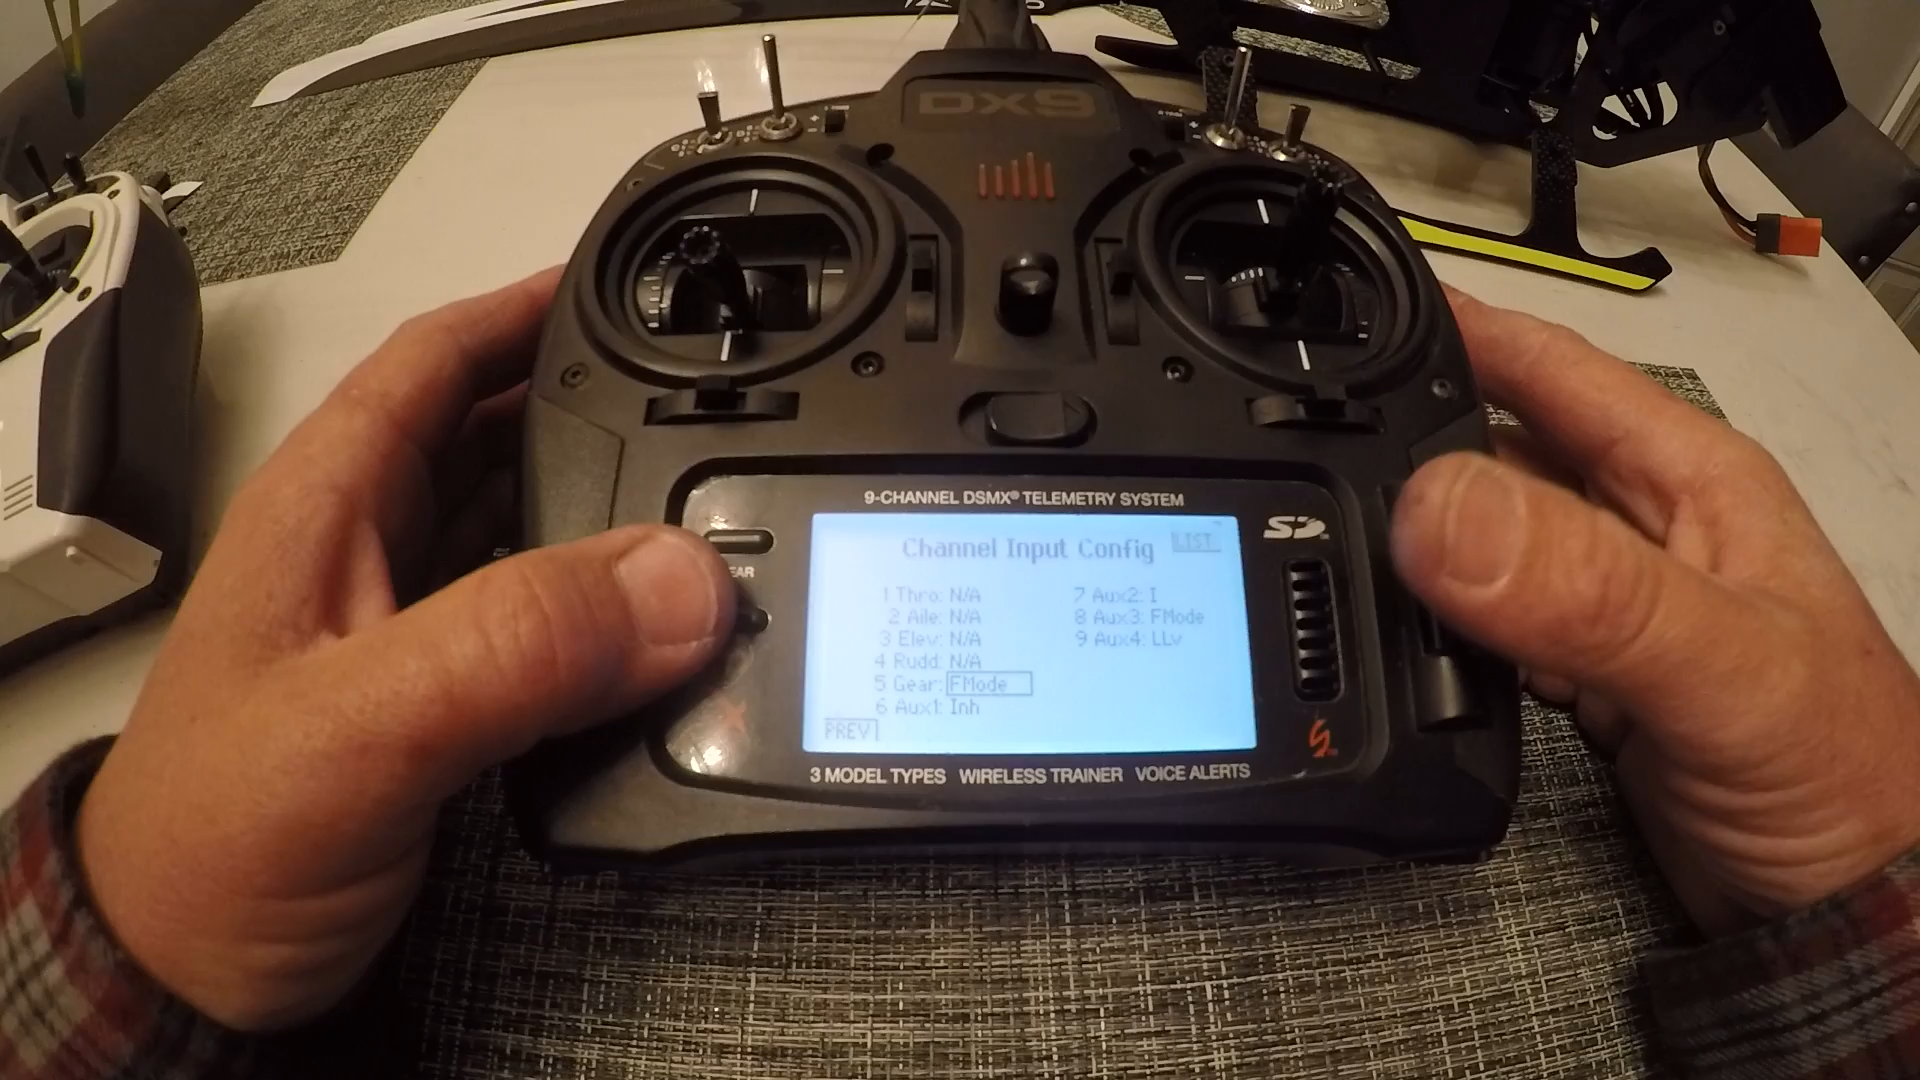 DX9
9-CHANNEL DSMX® TELEMETRY SYSTEM
Channel Input Config
LIST
1 Thro: N/A
2 Aile: N/A
3 Elev: N/A
4 Rudd: N/A
5 Gear: FMode
6 Aux1: Inh
7 Aux2: I
8 Aux3: FMode
9 Aux4: LLv
PREV
3 MODEL TYPES WIRELESS TRAINER VOICE ALERTS